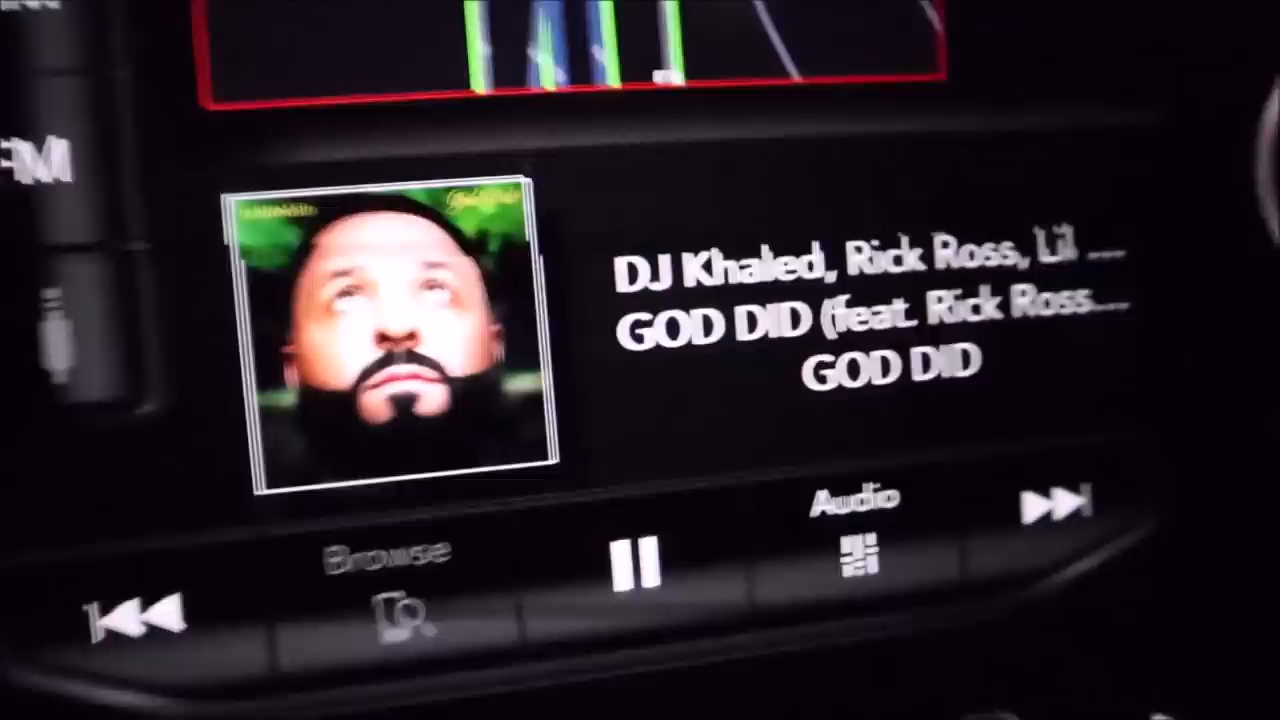 FM
DJ Khaled, Rick Ross, Lil ...
GOD DID (feat. Rick Ross...
GOD DID
Audio
Browse